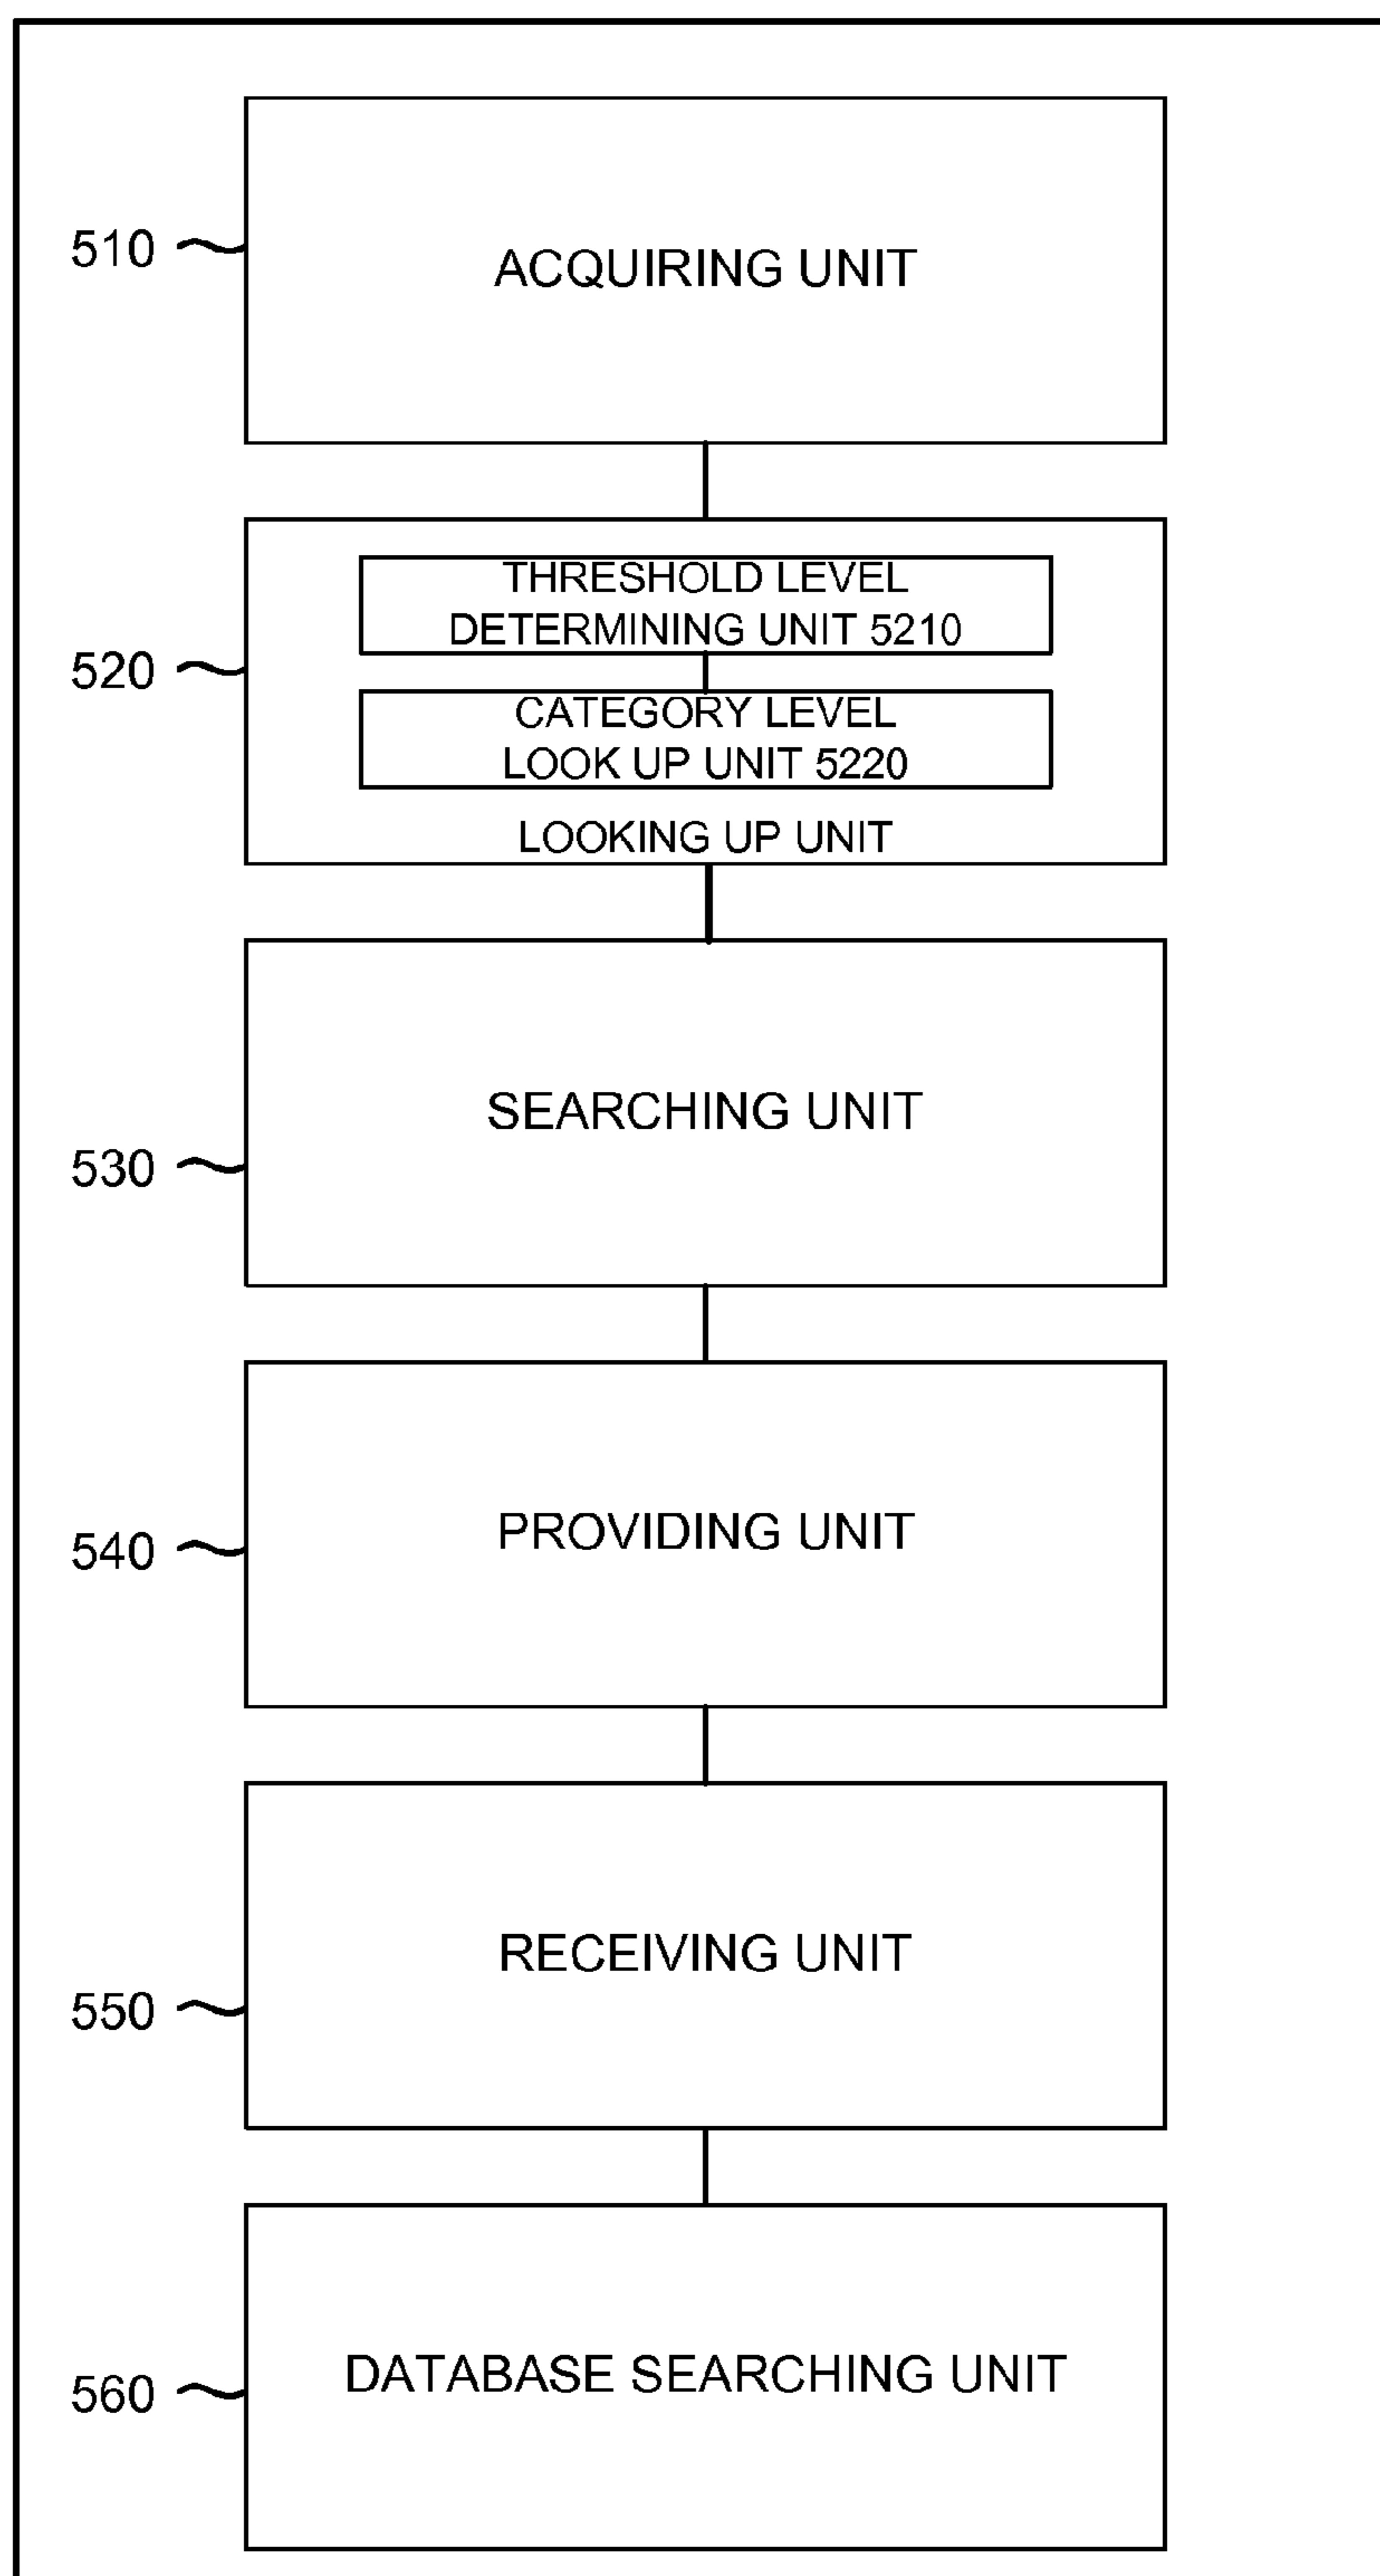 510
ACQUIRING UNIT
THRESHOLD LEVEL
DETERMINING UNIT 5210
520
CATEGORY LEVEL
LOOK UP UNIT 5220
LOOKING UP UNIT
SEARCHING UNIT
530
PROVIDING UNIT
540
RECEIVING UNIT
550
DATABASE SEARCHING UNIT
560